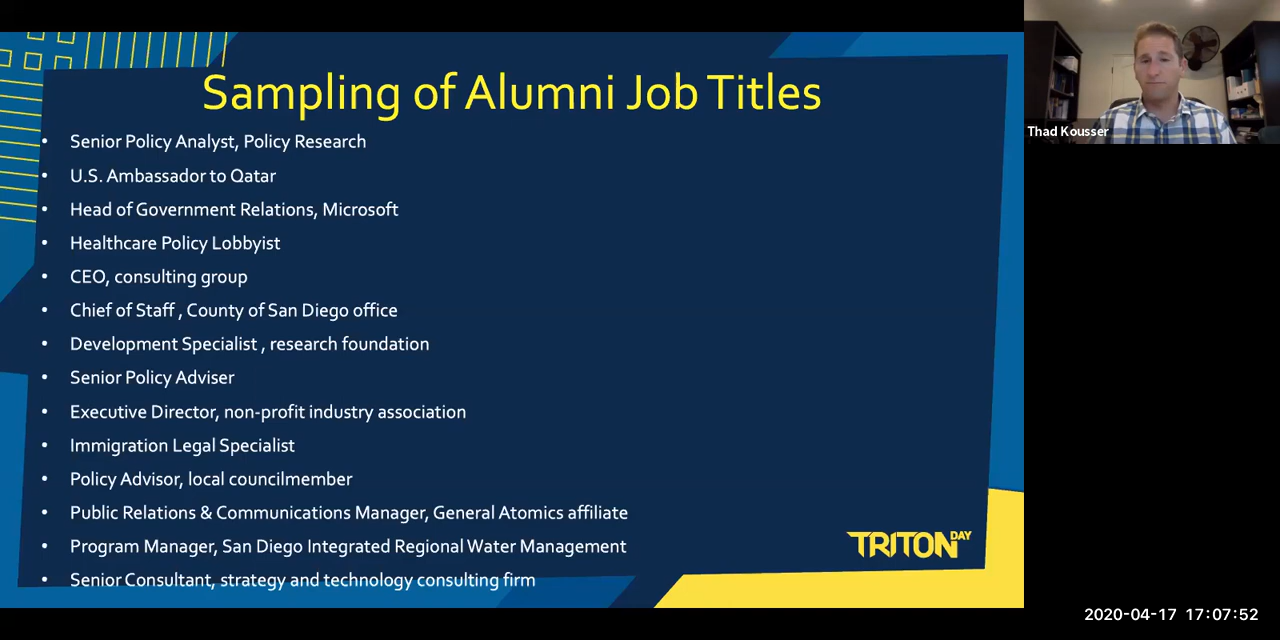 Sampling of Alumni Job Titles
• Senior Policy Analyst, Policy Research
• U.S. Ambassador to Qatar
• Head of Government Relations, Microsoft
• Healthcare Policy Lobbyist
• CEO, consulting group
• Chief of Staff , County of San Diego office
• Development Specialist , research foundation
• Senior Policy Adviser
• Executive Director, non-profit industry association
• Immigration Legal Specialist
• Policy Advisor, local councilmember
• Public Relations & Communications Manager, General Atomics affiliate
• Program Manager, San Diego Integrated Regional Water Management
• Senior Consultant, strategy and technology consulting firm
TRITON DAY
Thad Kousser
2020-04-17 17:07:52